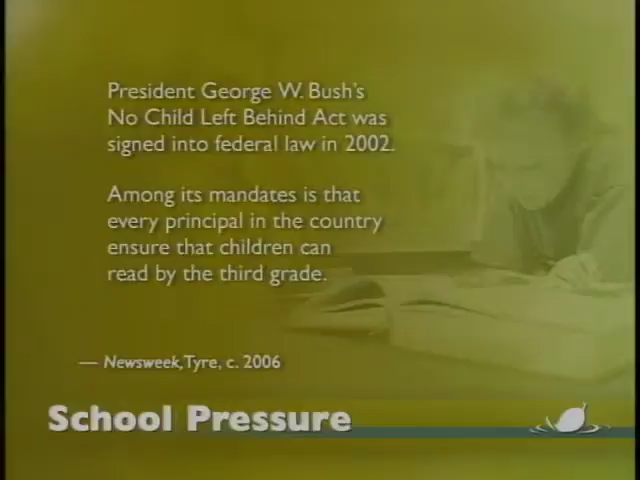 President George W. Bush's
No Child Left Behind Act was
signed into federal law in 2002.
Among its mandates is that
every principal in the country
ensure that children can
read by the third grade.
— Newsweek, Tyre, c. 2006
School Pressure